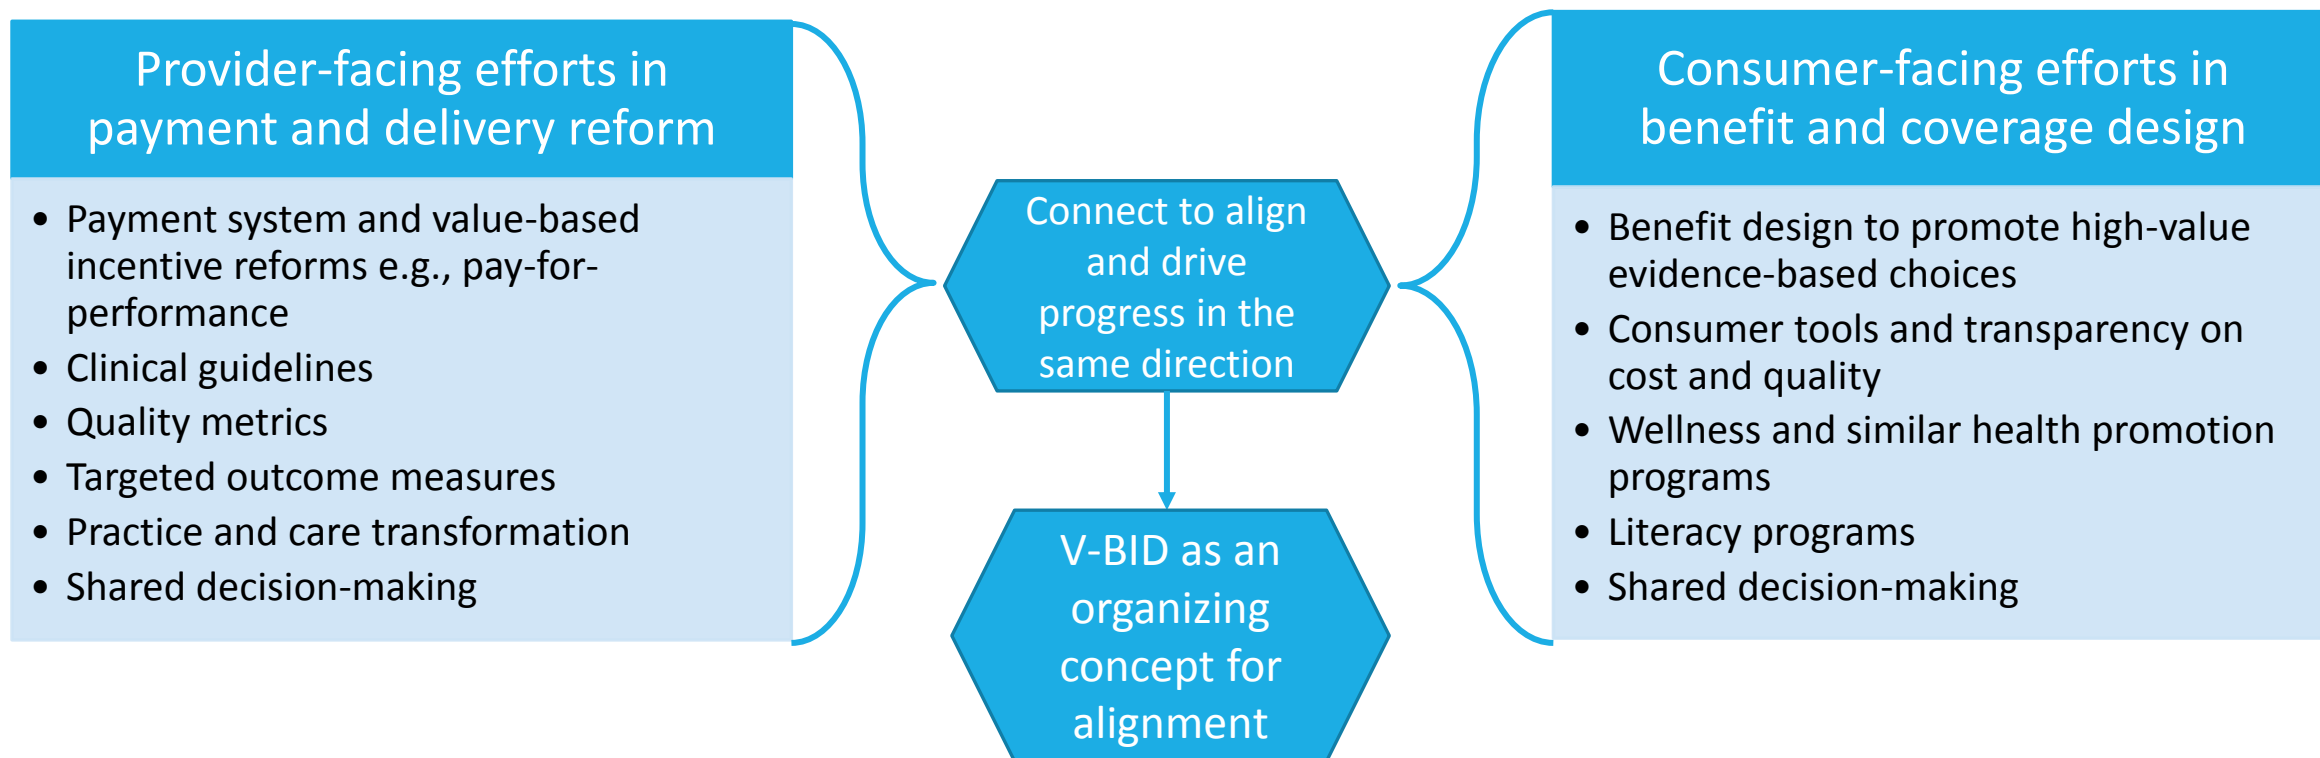 Provider-facing efforts in
payment and delivery reform
• Payment system and value-based
incentive reforms e.g., pay-for-
performance
• Clinical guidelines
• Quality metrics
• Targeted outcome measures
• Practice and care transformation
• Shared decision-making
Connect to align
and drive
progress in the
same direction
V-BID as an
organizing
concept for
alignment
Consumer-facing efforts in
benefit and coverage design
• Benefit design to promote high-value
evidence-based choices
• Consumer tools and transparency on
cost and quality
• Wellness and similar health promotion
programs
• Literacy programs
• Shared decision-making